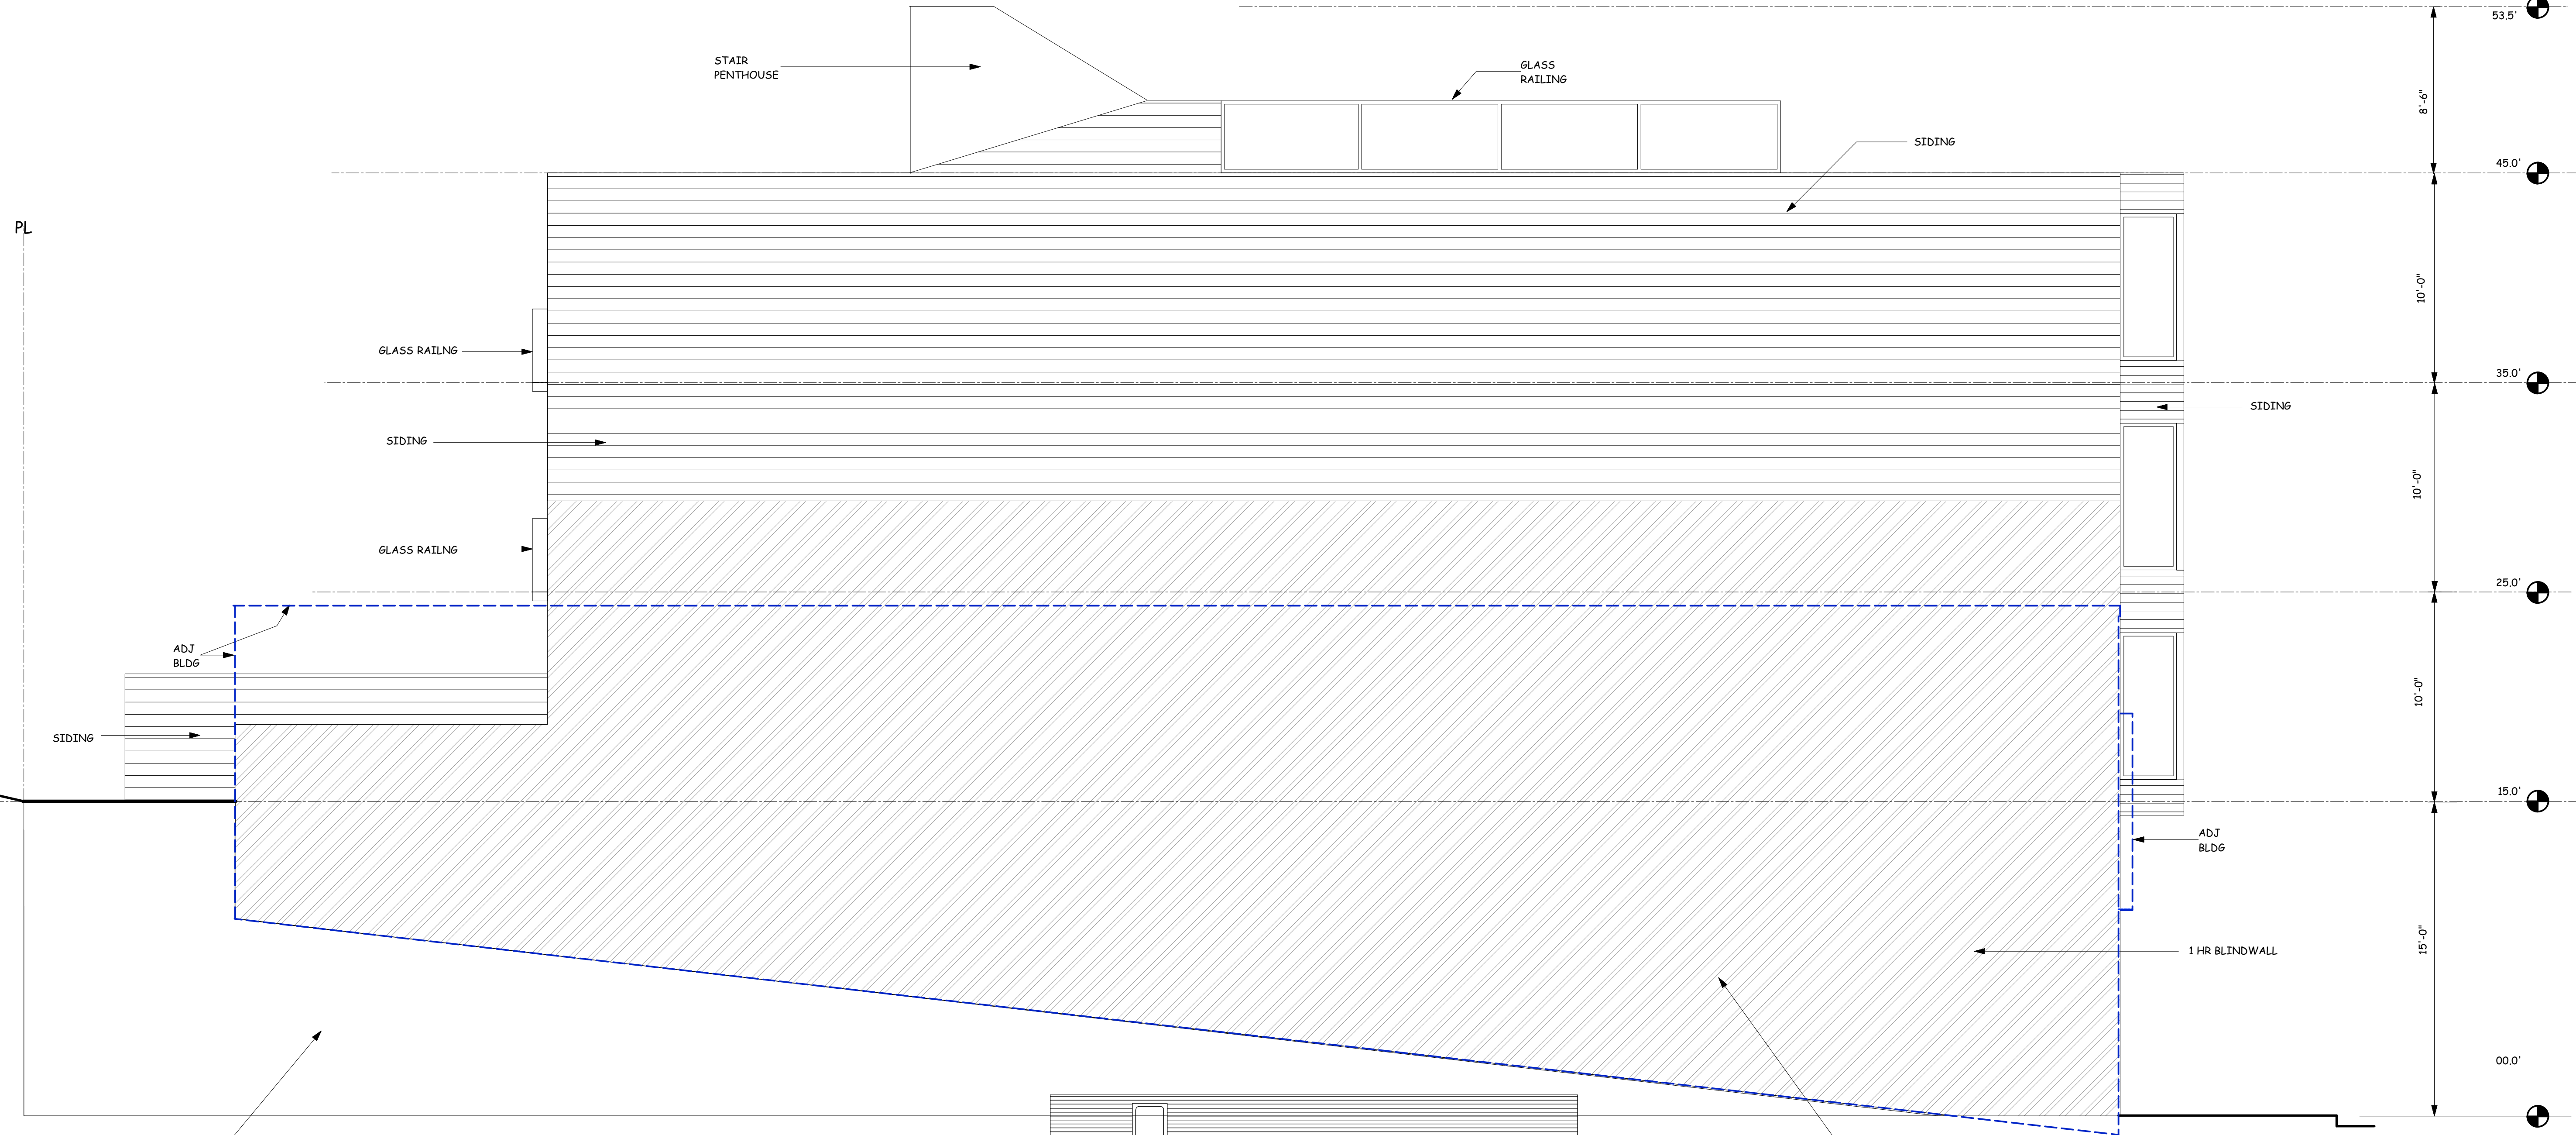 53.5'
STAIR
PENTHOUSE
GLASS
RAILING
8'-6"
SIDING
45.0'
PL
10'-0"
GLASS RAILNG
35.0'
SIDING
SIDING
10'-0"
GLASS RAILNG
25.0'
ADJ
BLDG
10'-0"
SIDING
15.0'
ADJ
BLDG
15'-0"
1 HR BLINDWALL
00.0'